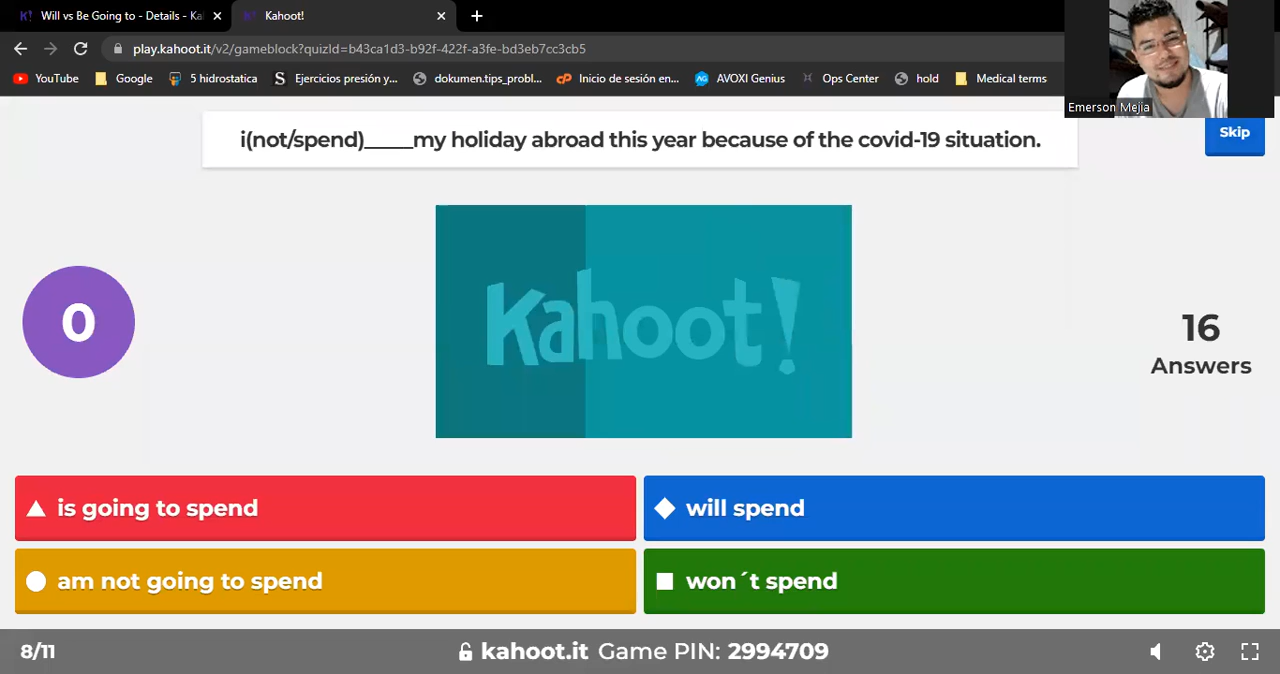 Will vs Be Going to - Details - Ka
Kahoot!
play.kahoot.it/v2/gameblock?quizId=b43ca1d3-b92f-422f-a3fe-bd3eb7cc3cb5
YouTube
Google
5 hidrostatica
Ejercicios presión y...
dokumen.tips_probl...
Inicio de sesión en...
AVOXI Genius
Ops Center
hold
Medical terms
Emerson Mejia
Skip
i(not/spend)____my holiday abroad this year because of the covid-19 situation.
Kahoot!
0
16
Answers
is going to spend
will spend
am not going to spend
won´t spend
8/11
kahoot.it Game PIN: 2994709